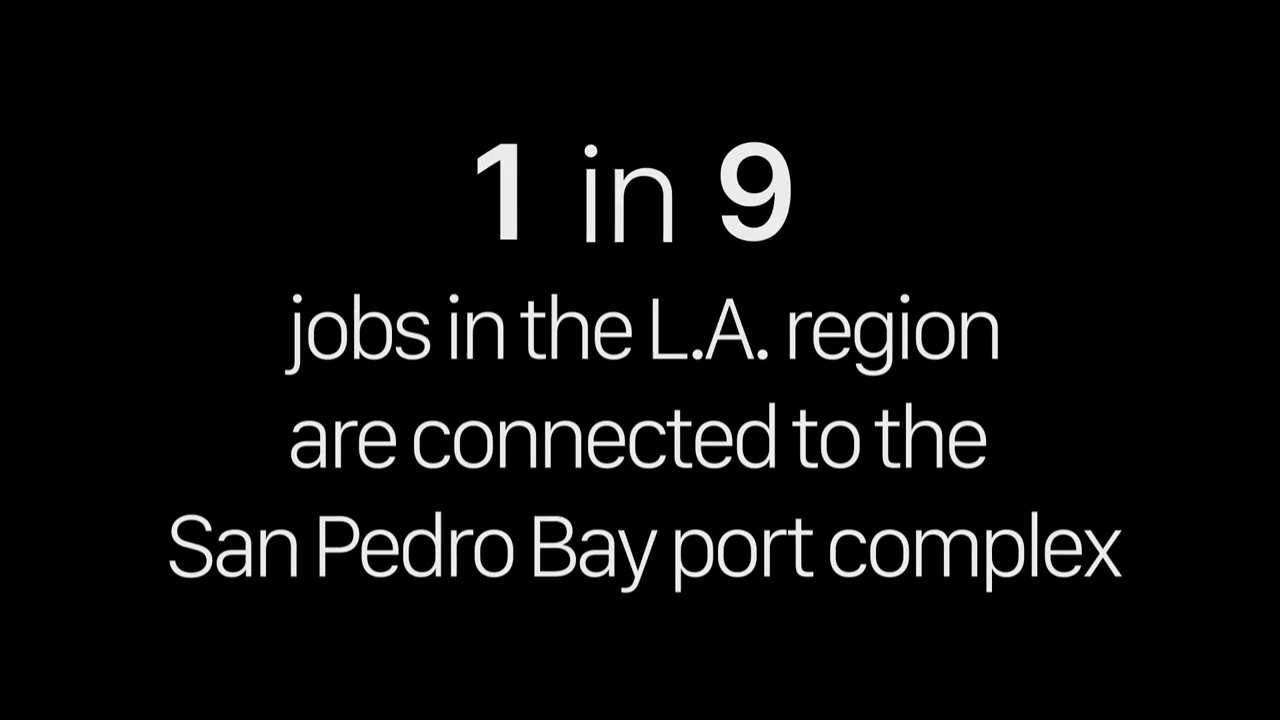 1 in 9
jobs in the L.A. region
are connected to the
San Pedro Bay port complex